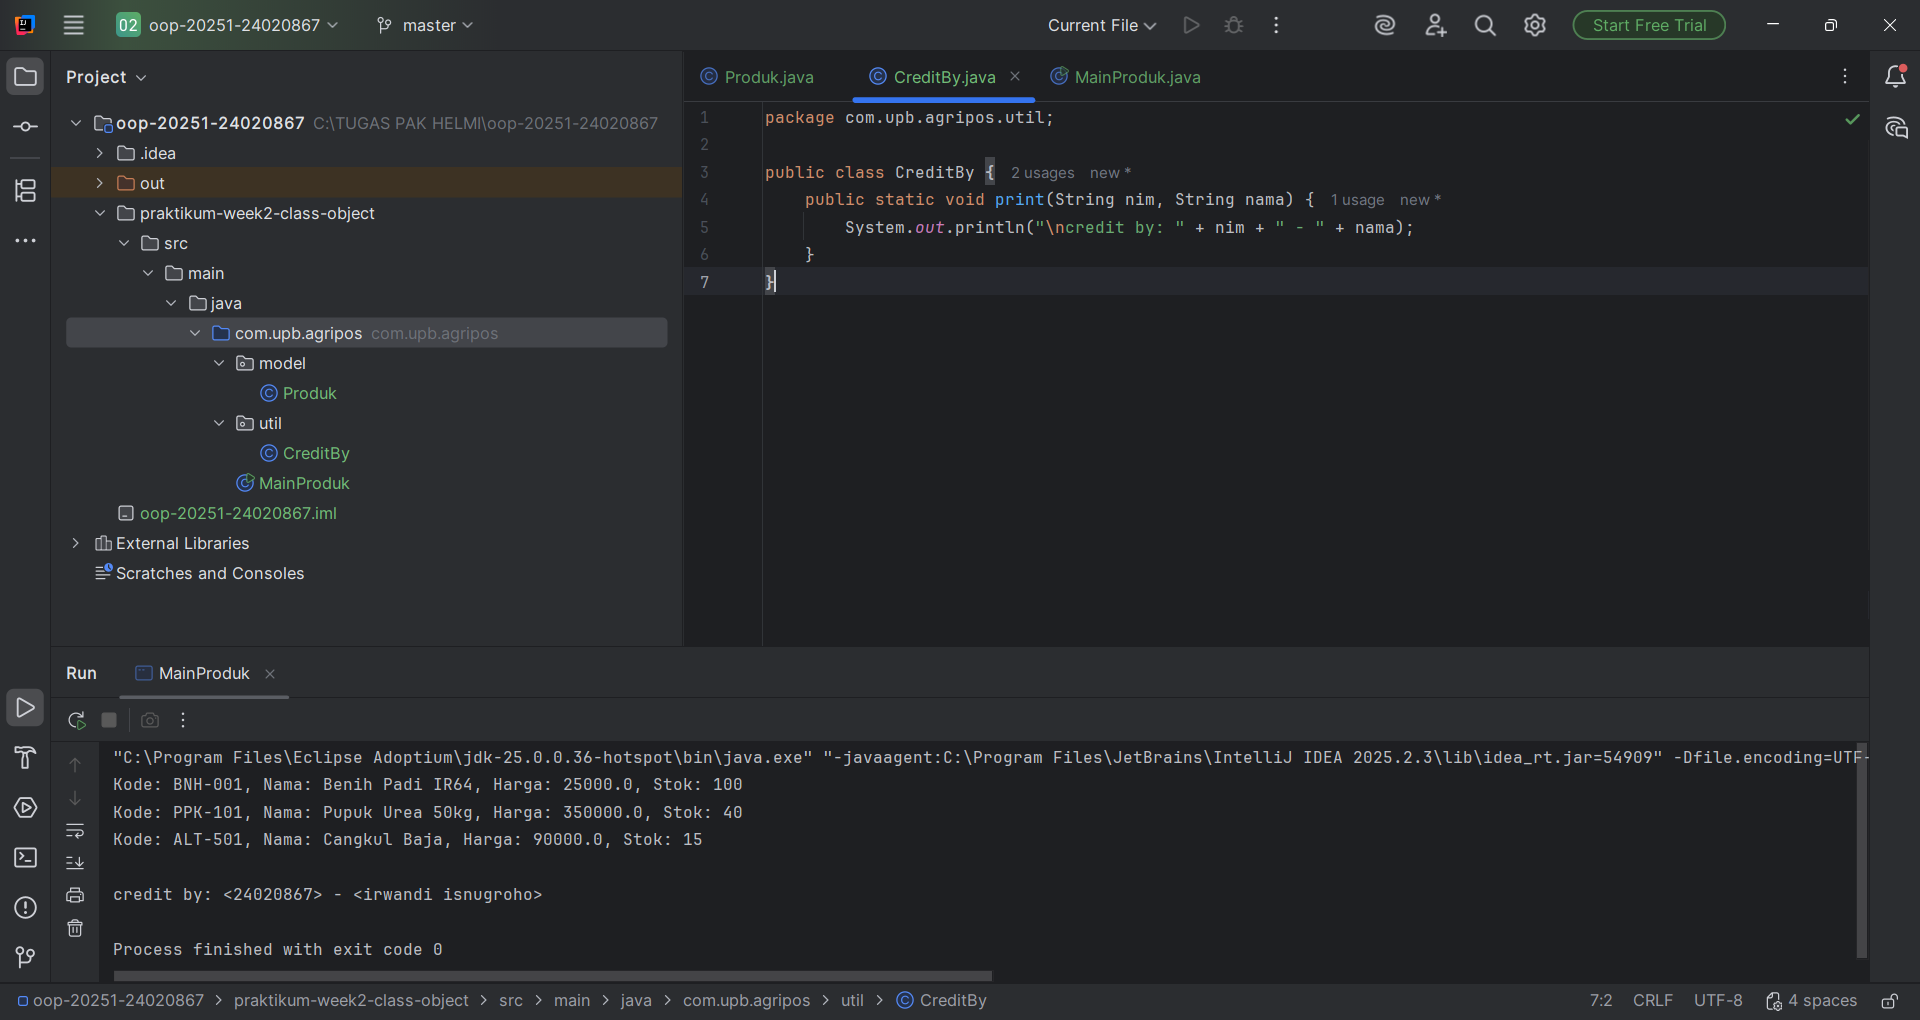 02 oop-20251-24020867 master Current File Start Free Trial
Project
oop-20251-24020867 C:\TUGAS PAK HELMI\oop-20251-24020867
.idea
out
praktikum-week2-class-object
src
main
java
com.upb.agripos com.upb.agripos
model
Produk
util
CreditBy
MainProduk
oop-20251-24020867.iml
External Libraries
Scratches and Consoles
Produk.java CreditBy.java MainProduk.java
1 package com.upb.agripos.util;
2
3 public class CreditBy { 2 usages new *
4 public static void print(String nim, String nama) { 1 usage new *
5 System.out.println("\ncredit by: " + nim + " - " + nama);
6 }
7 }
Run MainProduk
"C:\Program Files\Eclipse Adoptium\jdk-25.0.0.36-hotspot\bin\java.exe" "-javaagent:C:\Program Files\JetBrains\IntelliJ IDEA 2025.2.3\lib\idea_rt.jar=54909" -Dfile.encoding=UTF-
Kode: BNH-001, Nama: Benih Padi IR64, Harga: 25000.0, Stok: 100
Kode: PPK-101, Nama: Pupuk Urea 50kg, Harga: 350000.0, Stok: 40
Kode: ALT-501, Nama: Cangkul Baja, Harga: 90000.0, Stok: 15
credit by: <24020867> - <irwandi isnugroho>
Process finished with exit code 0
oop-20251-24020867 > praktikum-week2-class-object > src > main > java > com.upb.agripos > util > CreditBy 7:2 CRLF UTF-8 4 spaces